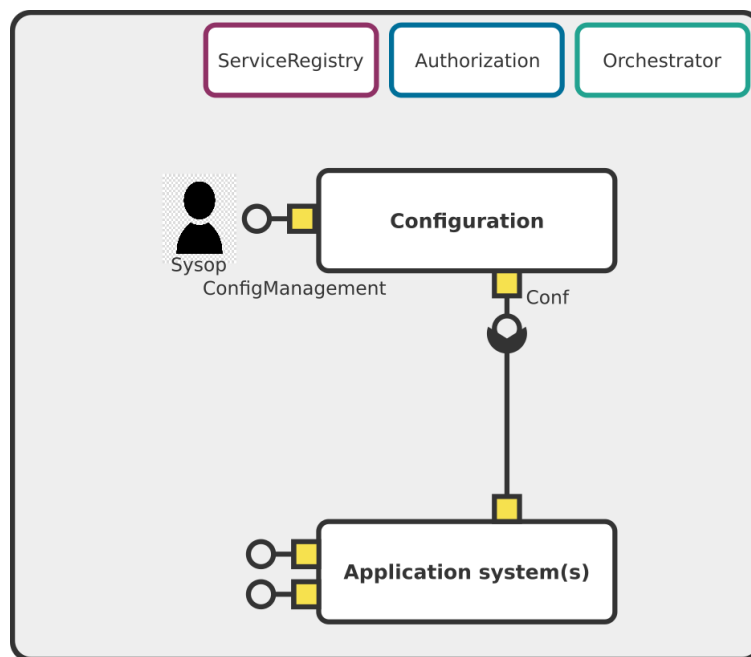 ServiceRegistry
Authorization
Orchestrator
Configuration
Sysop
ConfigManagement
Conf
Application system(s)